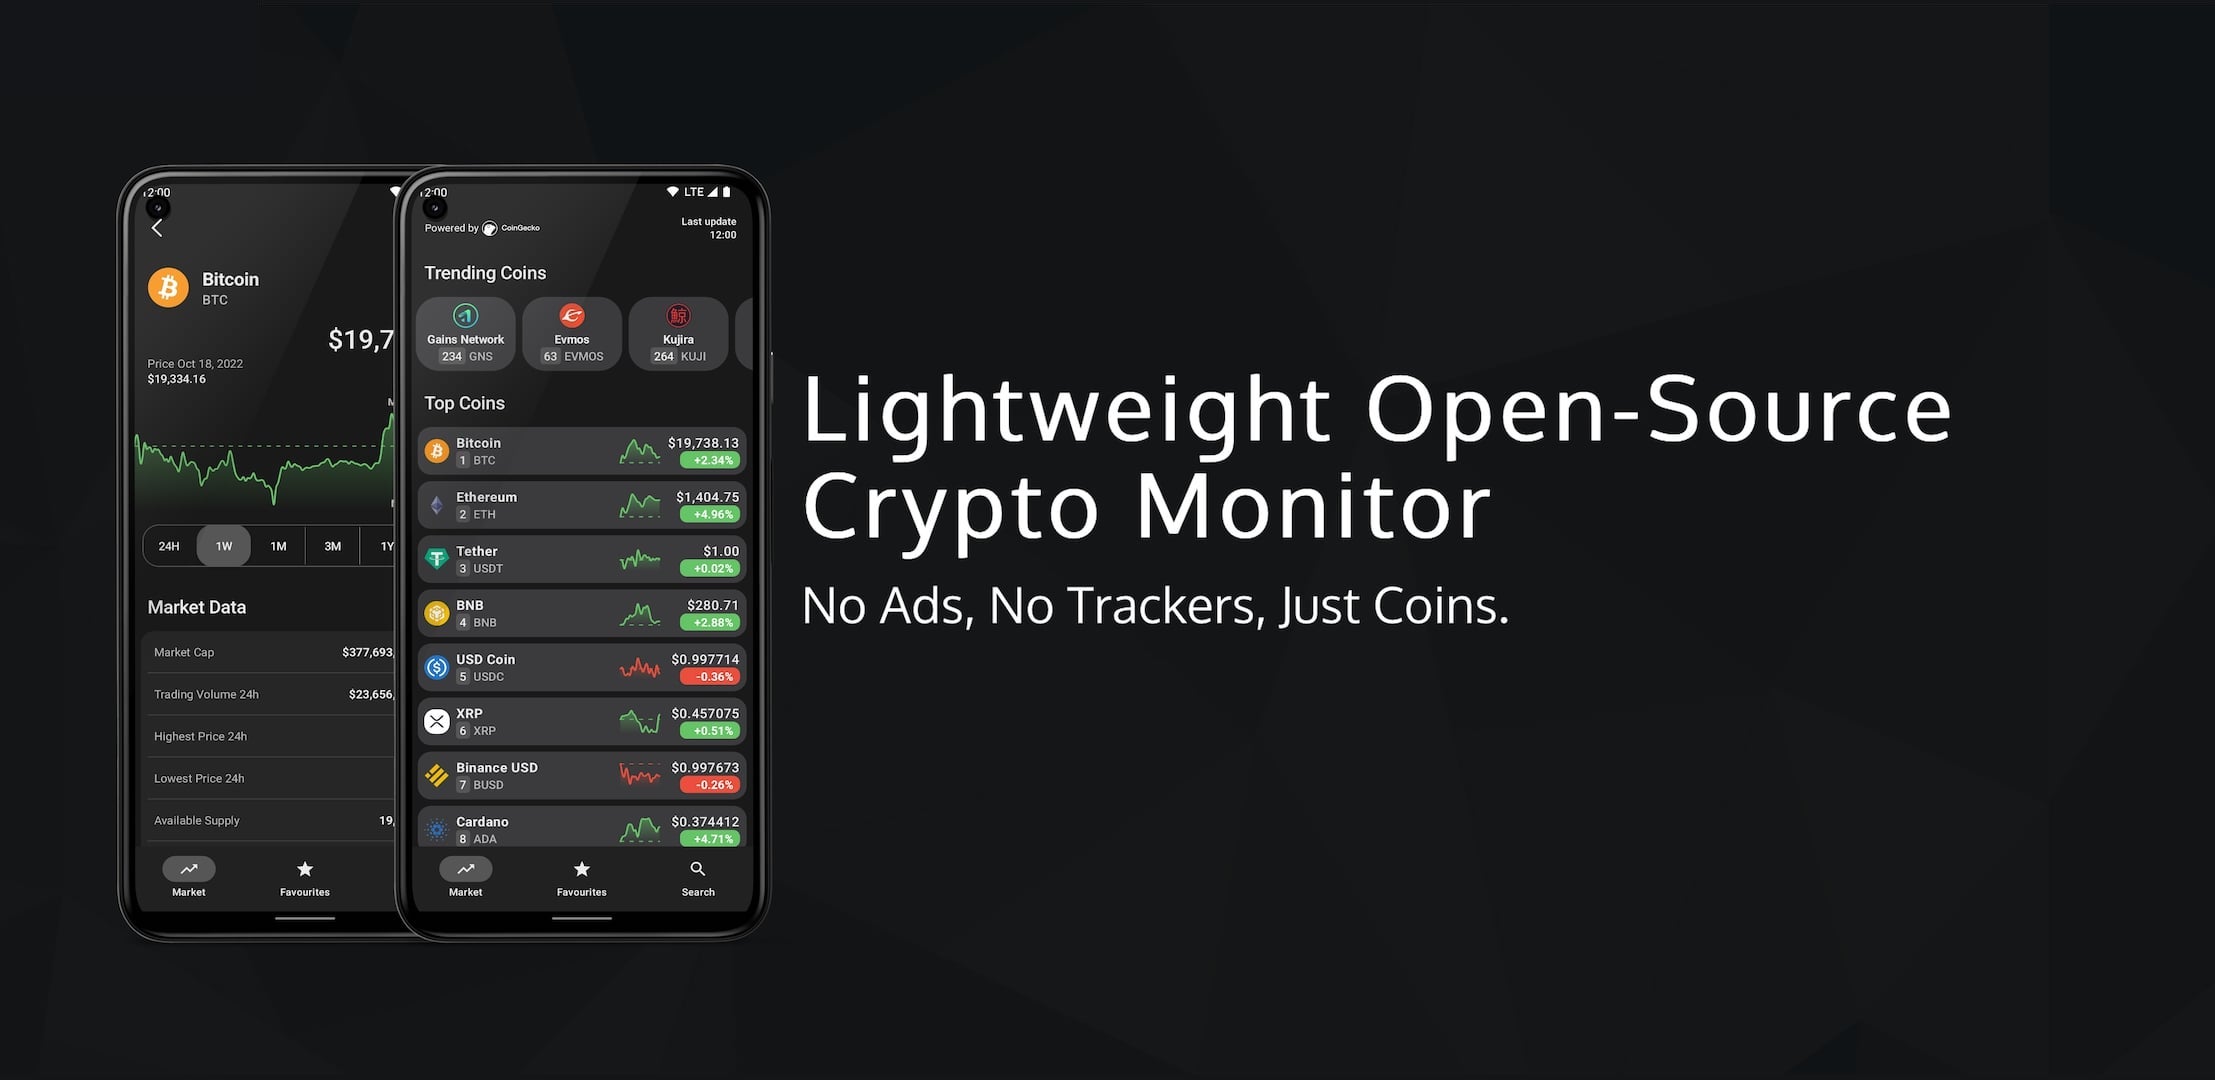 12:00
Bitcoin
BTC
$19,7
Price Oct 18, 2022
$19,334.16
24H 1W 1M 3M 1Y
Market Data
Market Cap $377,693,
Trading Volume 24h $23,656,
Highest Price 24h
Lowest Price 24h
Available Supply 19,
Market Favourites
12:00 LTE
Powered by CoinGecko
Last update
12:00
Trending Coins
Gains Network
234 GNS
Evmos
63 EVMOS
Kujira
264 KUJI
鯨
Top Coins
Bitcoin $19,738.13
1 BTC +2.34%
Ethereum $1,404.75
2 ETH +4.96%
Tether $1.00
3 USDT +0.02%
BNB $280.71
4 BNB +2.88%
USD Coin $0.997714
5 USDC -0.36%
XRP $0.457075
6 XRP +0.51%
Binance USD $0.997673
7 BUSD -0.26%
Cardano $0.374412
8 ADA +4.71%
Market Favourites Search
Lightweight Open-Source
Crypto Monitor
No Ads, No Trackers, Just Coins.